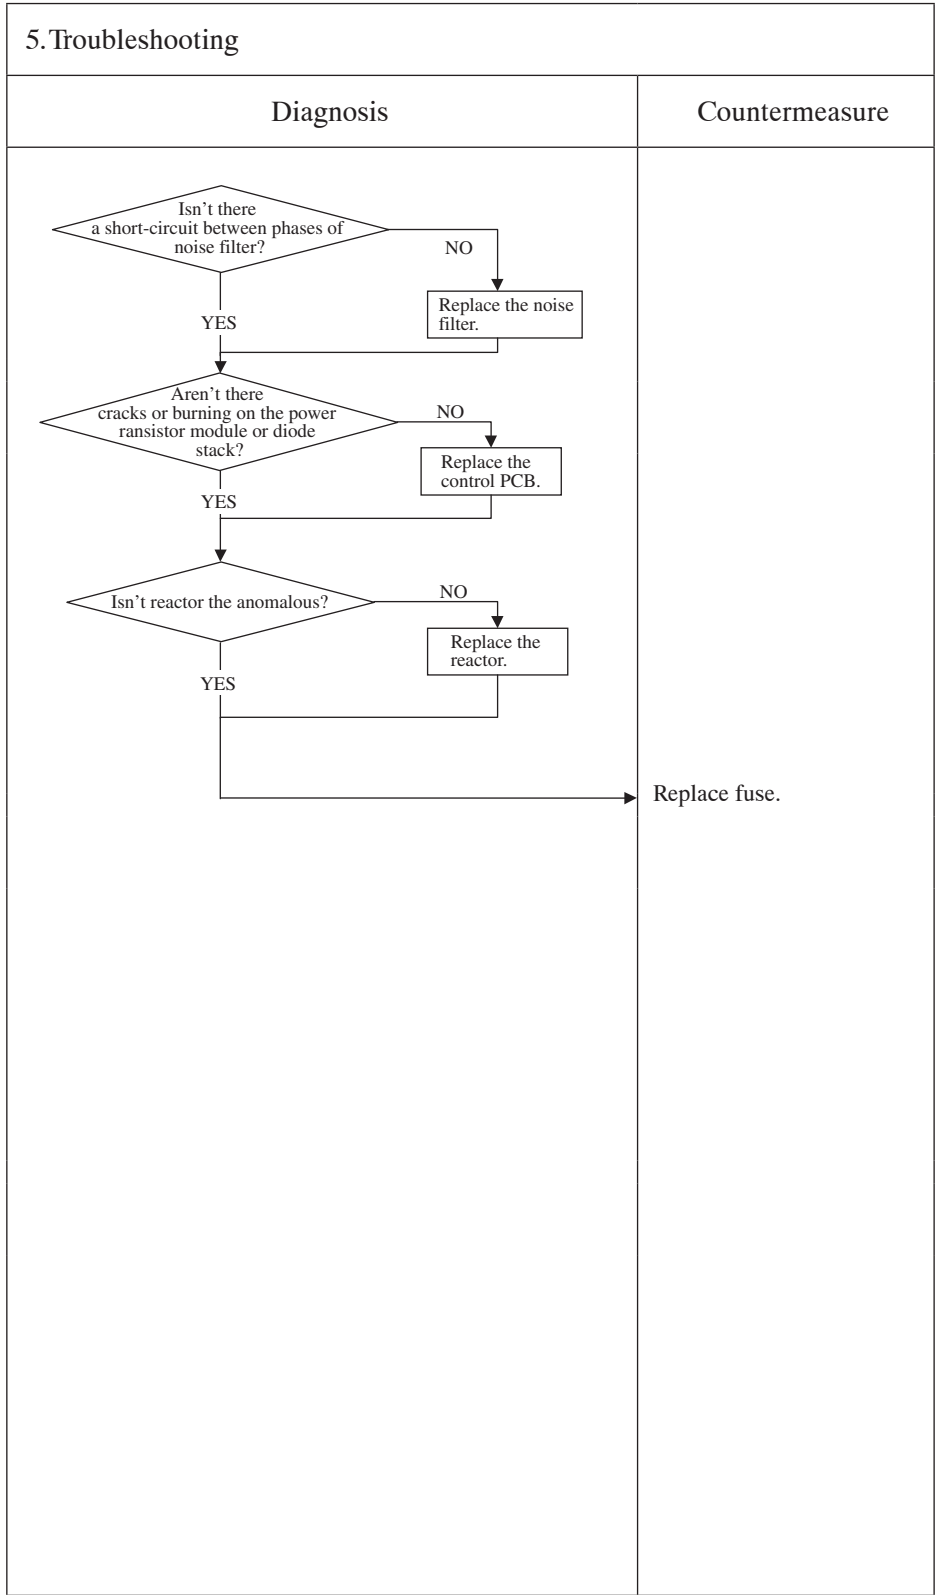 5.Troubleshooting
Diagnosis
Countermeasure
Isn't there
a short-circuit between phases of
noise filter?
NO
Replace the noise
filter.
YES
Aren't there
cracks or burning on the power
ransistor module or diode
stack?
NO
Replace the
control PCB.
YES
Isn't reactor the anomalous?
NO
Replace the
reactor.
YES
Replace fuse.